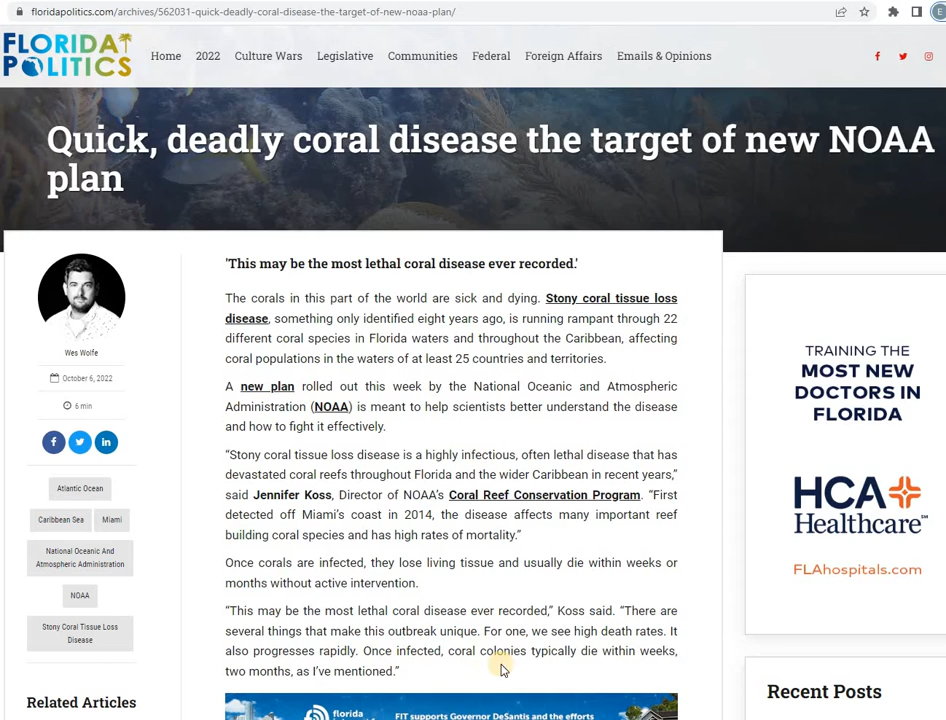 floridapolitics.com/archives/562031-quick-deadly-coral-disease-the-target-of-new-noaa-plan/
E
FLORIDA
POLITICS
Home 2022 Culture Wars Legislative Communities Federal Foreign Affairs Emails & Opinions
Quick, deadly coral disease the target of new NOAA
plan
Wes Wolfe
October 6, 2022
6 min
Atlantic Ocean
Caribbean Sea Miami
National Oceanic And
Atmospheric Administration
NOAA
Stony Coral Tissue Loss
Disease
Related Articles
'This may be the most lethal coral disease ever recorded.'
The corals in this part of the world are sick and dying. Stony coral tissue loss
disease, something only identified eight years ago, is running rampant through 22
different coral species in Florida waters and throughout the Caribbean, affecting
coral populations in the waters of at least 25 countries and territories.
A new plan rolled out this week by the National Oceanic and Atmospheric
Administration (NOAA) is meant to help scientists better understand the disease
and how to fight it effectively.
“Stony coral tissue loss disease is a highly infectious, often lethal disease that has
devastated coral reefs throughout Florida and the wider Caribbean in recent years,”
said Jennifer Koss, Director of NOAA’s Coral Reef Conservation Program. “First
detected off Miami’s coast in 2014, the disease affects many important reef
building coral species and has high rates of mortality.”
Once corals are infected, they lose living tissue and usually die within weeks or
months without active intervention.
“This may be the most lethal coral disease ever recorded,” Koss said. “There are
several things that make this outbreak unique. For one, we see high death rates. It
also progresses rapidly. Once infected, coral colonies typically die within weeks,
two months, as I’ve mentioned.”
florida
FIT supports Governor DeSantis and the efforts
TRAINING THE
MOST NEW
DOCTORS IN
FLORIDA
HCA
Healthcare™
FLAhospitals.com
Recent Posts